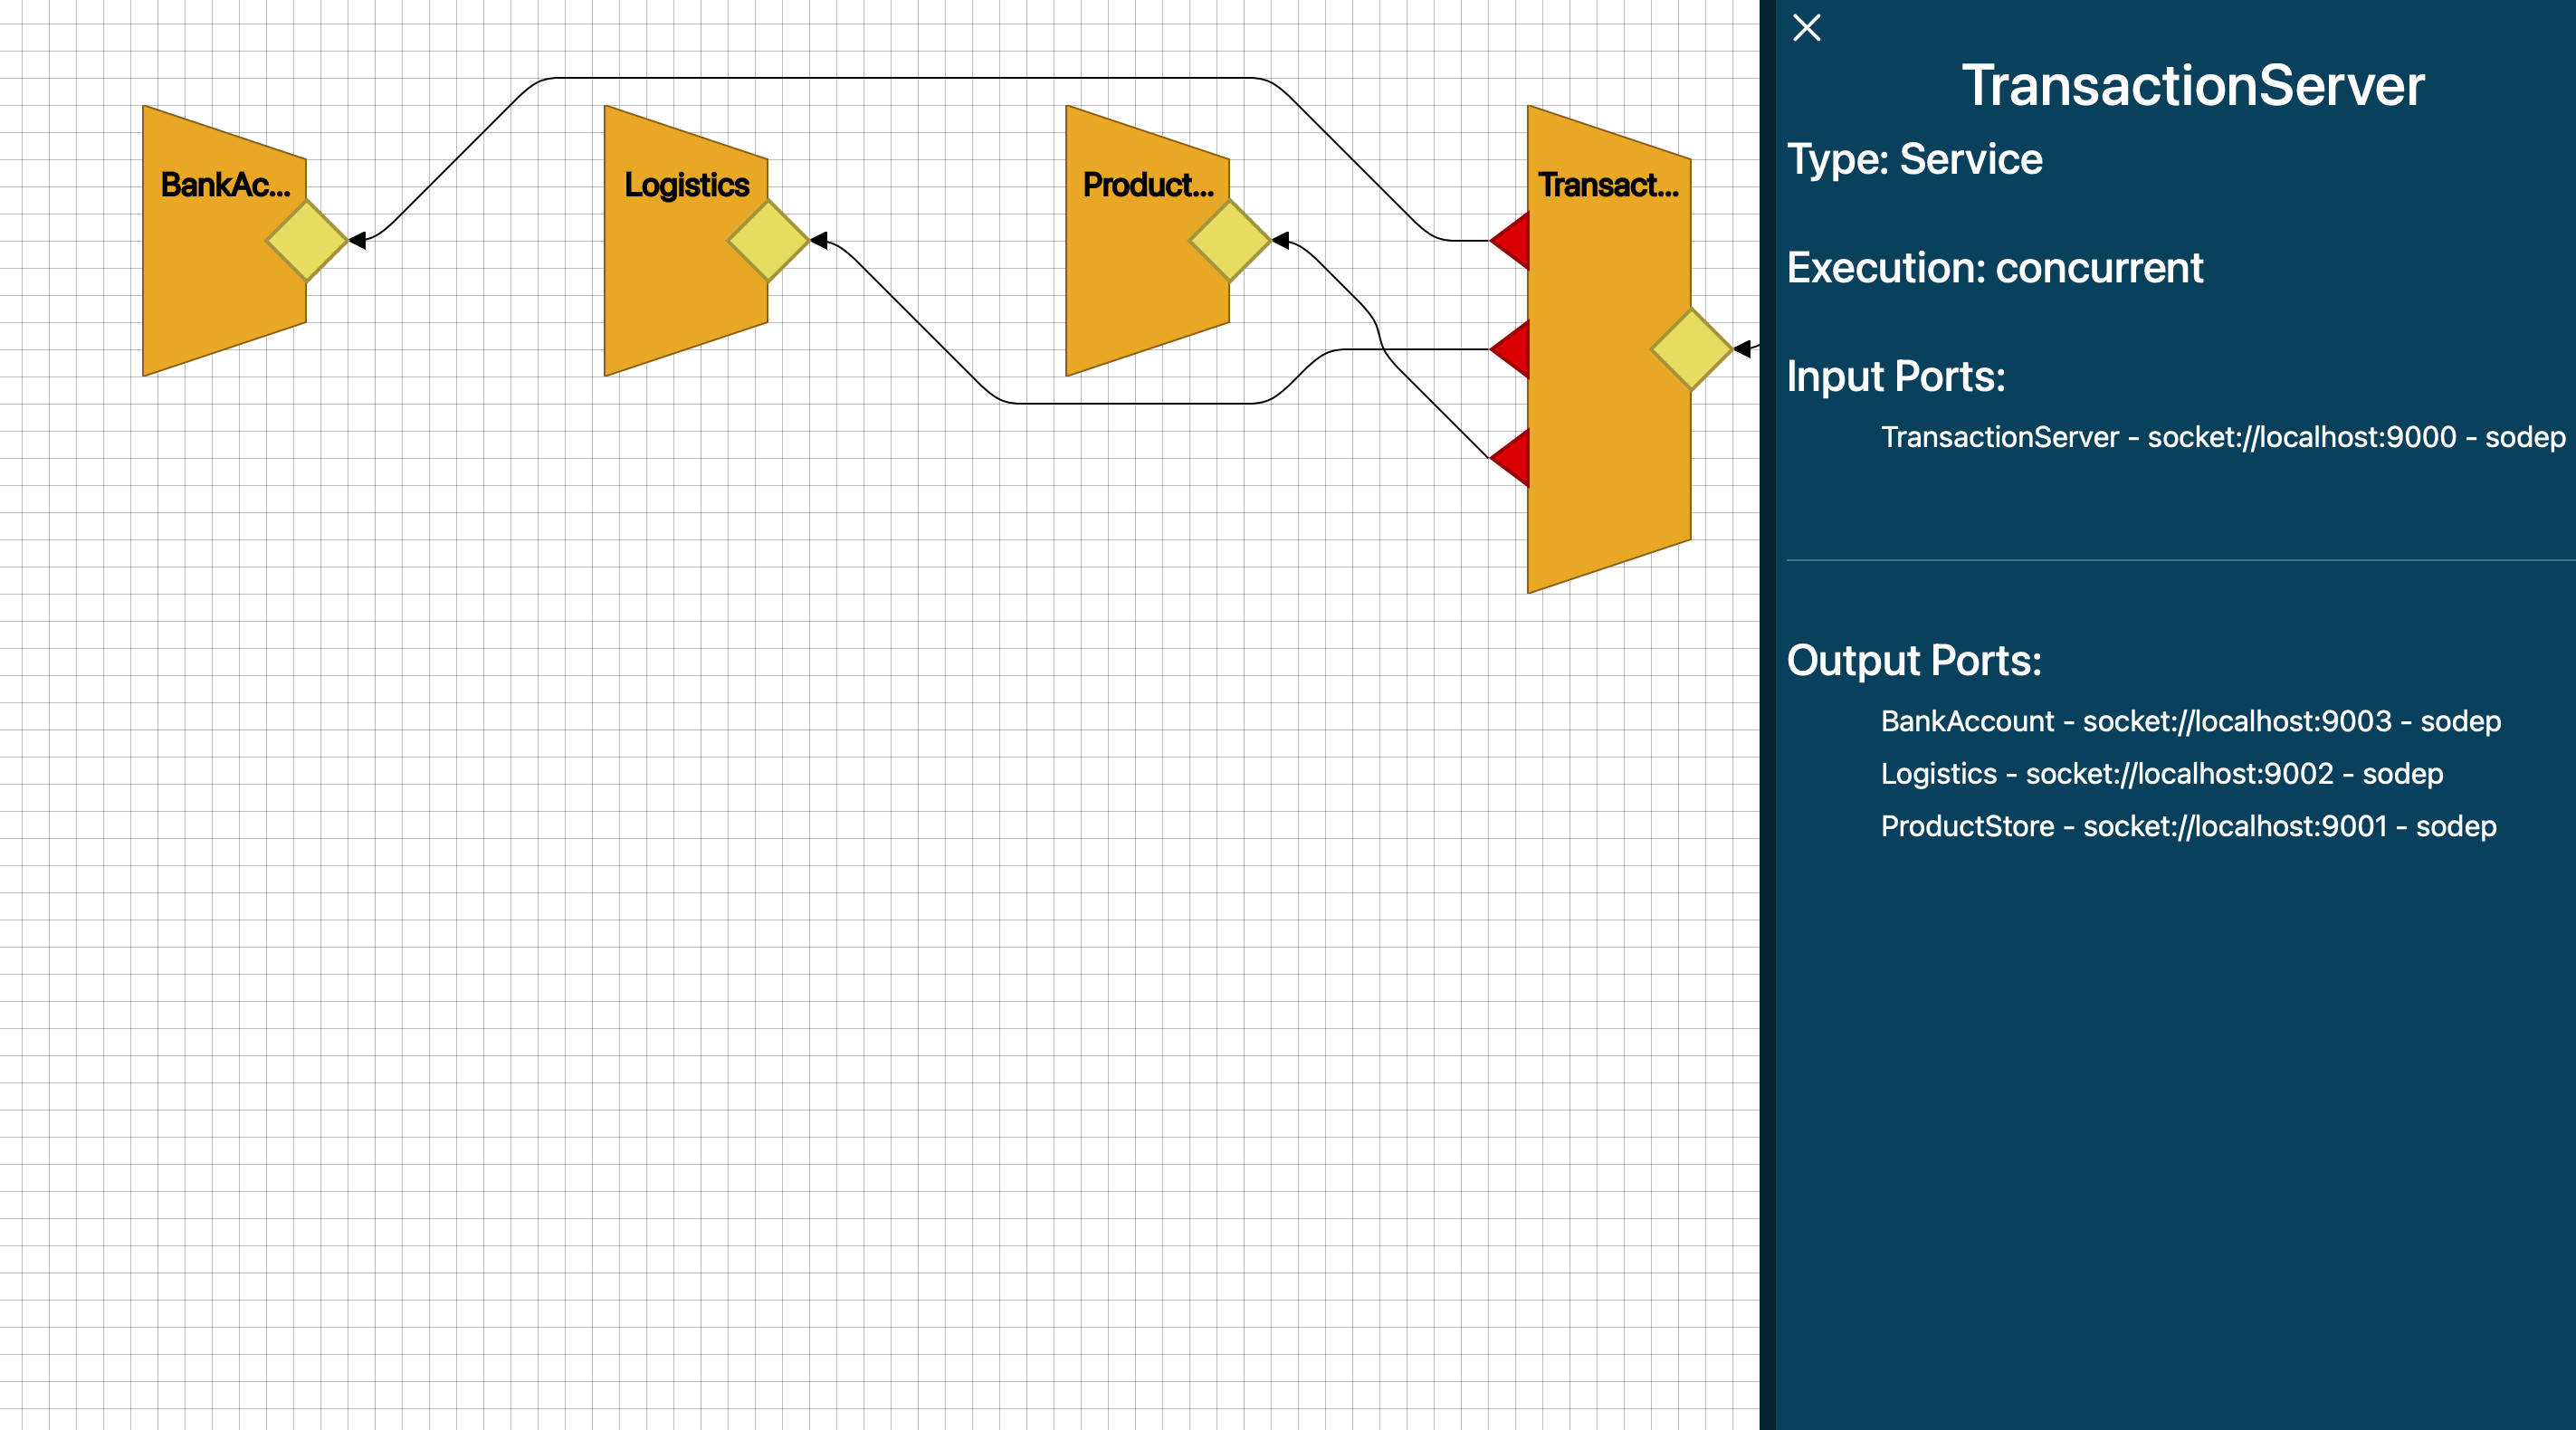 BankAc...
Logistics
Product...
Transact...
TransactionServer
Type: Service
Execution: concurrent
Input Ports:
TransactionServer - socket://localhost:9000 - sodep
Output Ports:
BankAccount - socket://localhost:9003 - sodep
Logistics - socket://localhost:9002 - sodep
ProductStore - socket://localhost:9001 - sodep